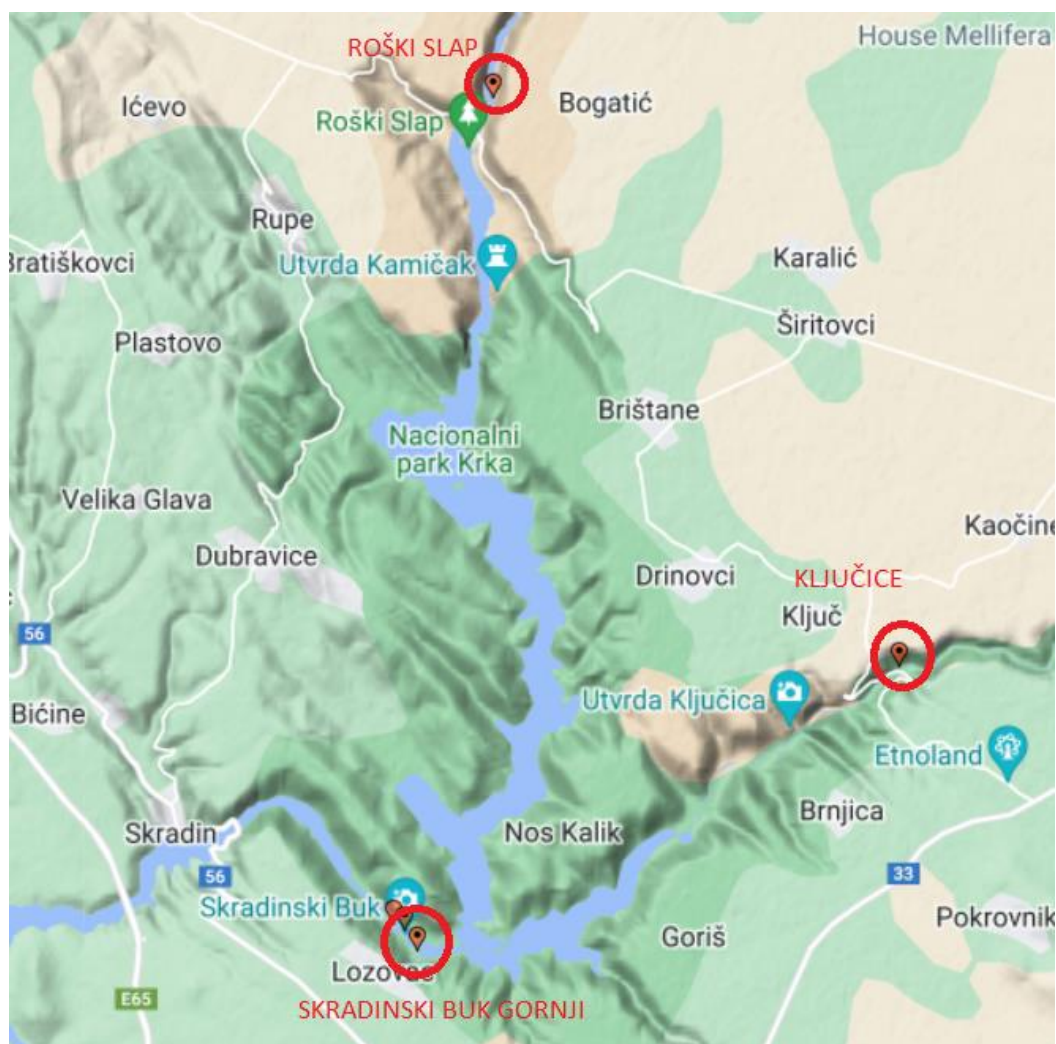 ROŠKI SLAP
House Mellifera
Ićevo
Bogatić
Roški Slap
Rupe
Karalić
Bratiškovci
Utvrda Kamičak
Širitovci
Plastovo
Brištane
Nacionalni
park Krka
Velika Glava
Kaočine
Dubravice
Drinovci
KLJUČICE
Ključ
56
Utvrda Ključica
Bićine
Etnoland
Brnjica
Skradin
Nos Kalik
56
33
Skradinski Buk
Pokrovnik
Goriš
Lozovac
E65
SKRADINSKI BUK GORNJI